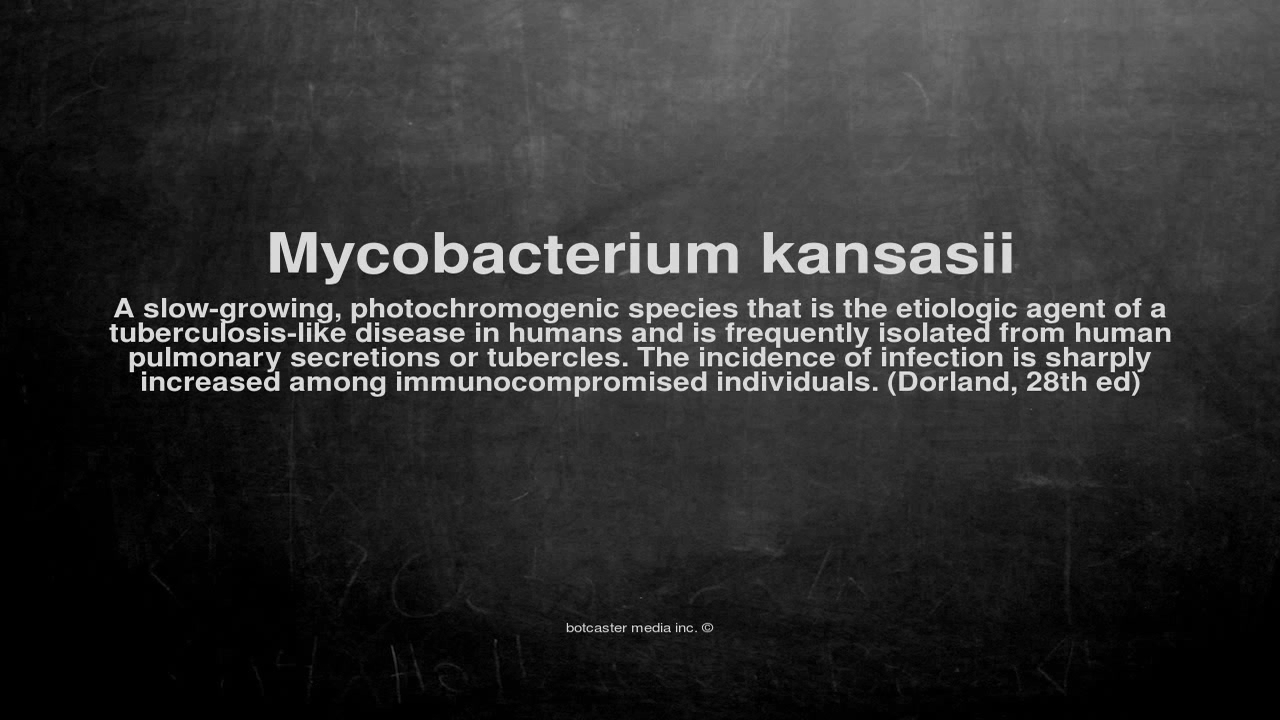 Mycobacterium kansasii
A slow-growing, photochromogenic species that is the etiologic agent of a
tuberculosis-like disease in humans and is frequently isolated from human
pulmonary secretions or tubercles. The incidence of infection is sharply
increased among immunocompromised individuals. (Dorland, 28th ed)
botcaster media inc. ©